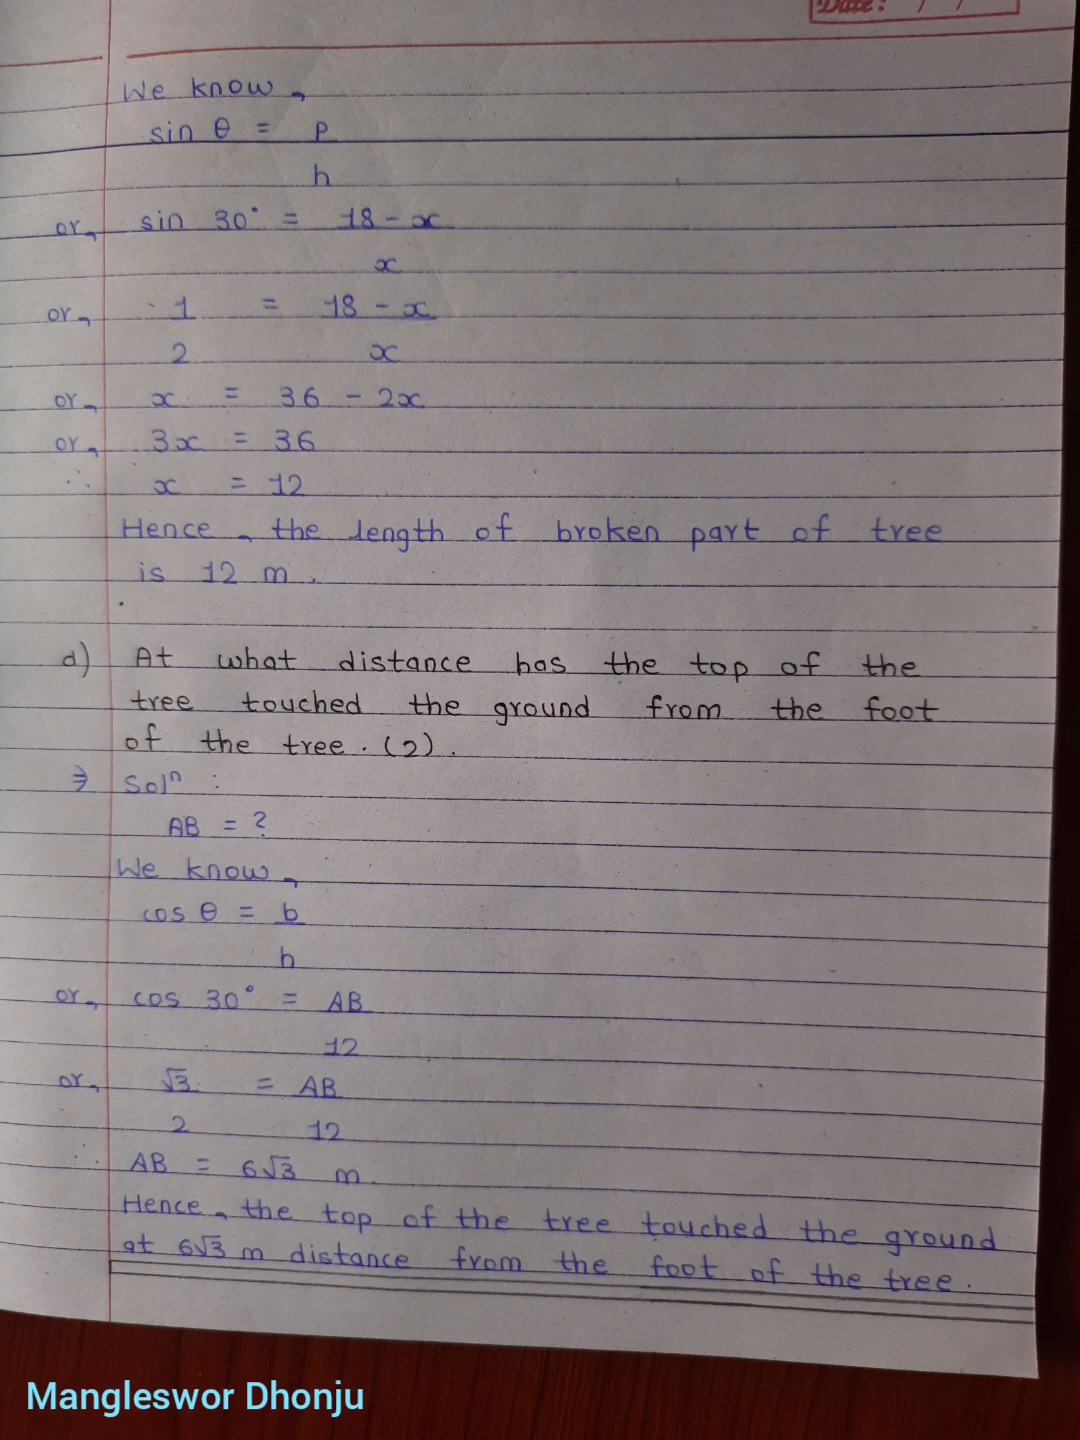 Date: / /
We know,
sin θ = p
h
or, sin 30° = 18 - x
x
or, 1 = 18 - x
2 x
or, x = 36 - 2x
or, 3x = 36
∴ x = 12
Hence, the length of broken part of tree
is 12 m.
d) At what distance has the top of the
tree touched the ground from the foot
of the tree. (2).
⇒ Solⁿ :
AB = ?
We know,
cos θ = b
h
or, cos 30° = AB
12
or, √3 = AB
2 12
∴ AB = 6√3 m.
Hence, the top of the tree touched the ground
at 6√3 m distance from the foot of the tree.
Mangleswor Dhonju